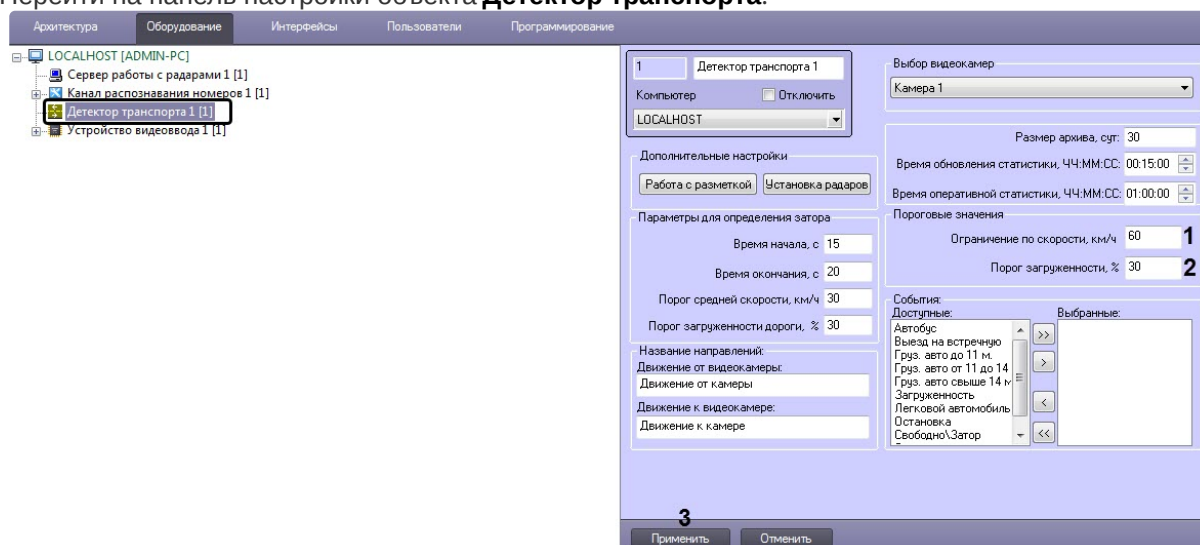 Перейти на панель настройки объекта Детектор транспорта.
Архитектура Оборудование Интерфейсы Пользователи Программирование
LOCALHOST [ADMIN-PC]
Сервер работы с радарами 1 [1]
Канал распознавания номеров 1 [1]
Детектор транспорта 1 [1]
Устройство видеоввода 1 [1]
1 Детектор транспорта 1
Компьютер Отключить
LOCALHOST
Дополнительные настройки
Работа с разметкой Установка радаров
Параметры для определения затора
Время начала, с 15
Время окончания, с 20
Порог средней скорости, км/ч 30
Порог загруженности дороги, % 30
Название направлений:
Движение от видеокамеры:
Движение от камеры
Движение к видеокамере:
Движение к камере
Выбор видеокамер
Камера 1
Размер архива, сут: 30
Время обновления статистики, ЧЧ:ММ:СС: 00:15:00
Время оперативной статистики, ЧЧ:ММ:СС: 01:00:00
Пороговые значения
Ограничение по скорости, км/ч 60 1
Порог загруженности, % 30 2
События:
Доступные: Выбранные:
Автобус
>>
Выезд на встречную
Груз. авто до 11 м.
>
Груз. авто от 11 до 14
Груз. авто свыше 14 м
Загруженность
<
Легковой автомобиль
Остановка
Свободно\Затор
<<
3
Применить Отменить